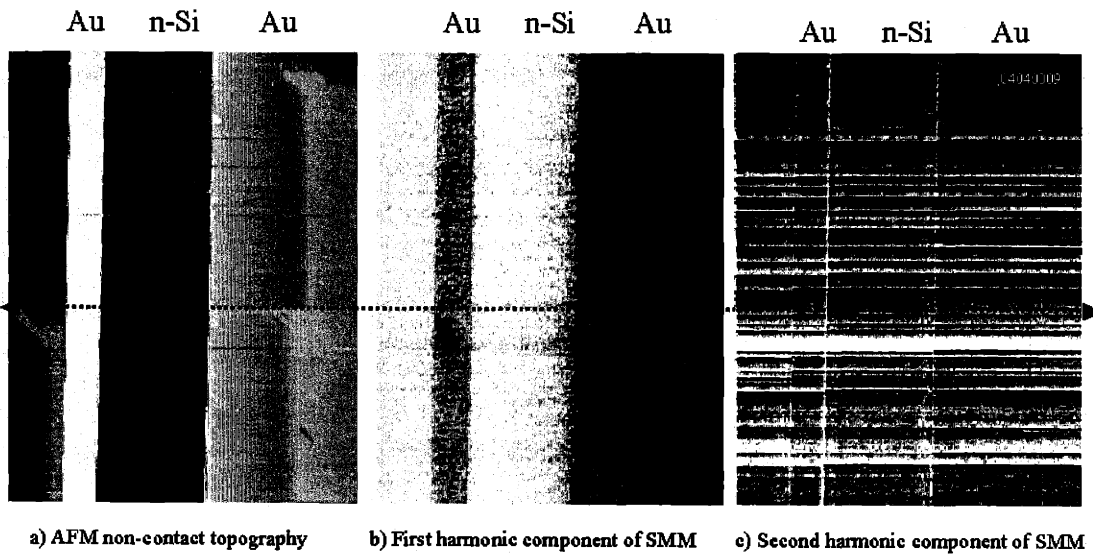 Au n-Si Au
Au n-Si Au
Au n-Si Au
a) AFM non-contact topography
b) First harmonic component of SMM
c) Second harmonic component of SMM